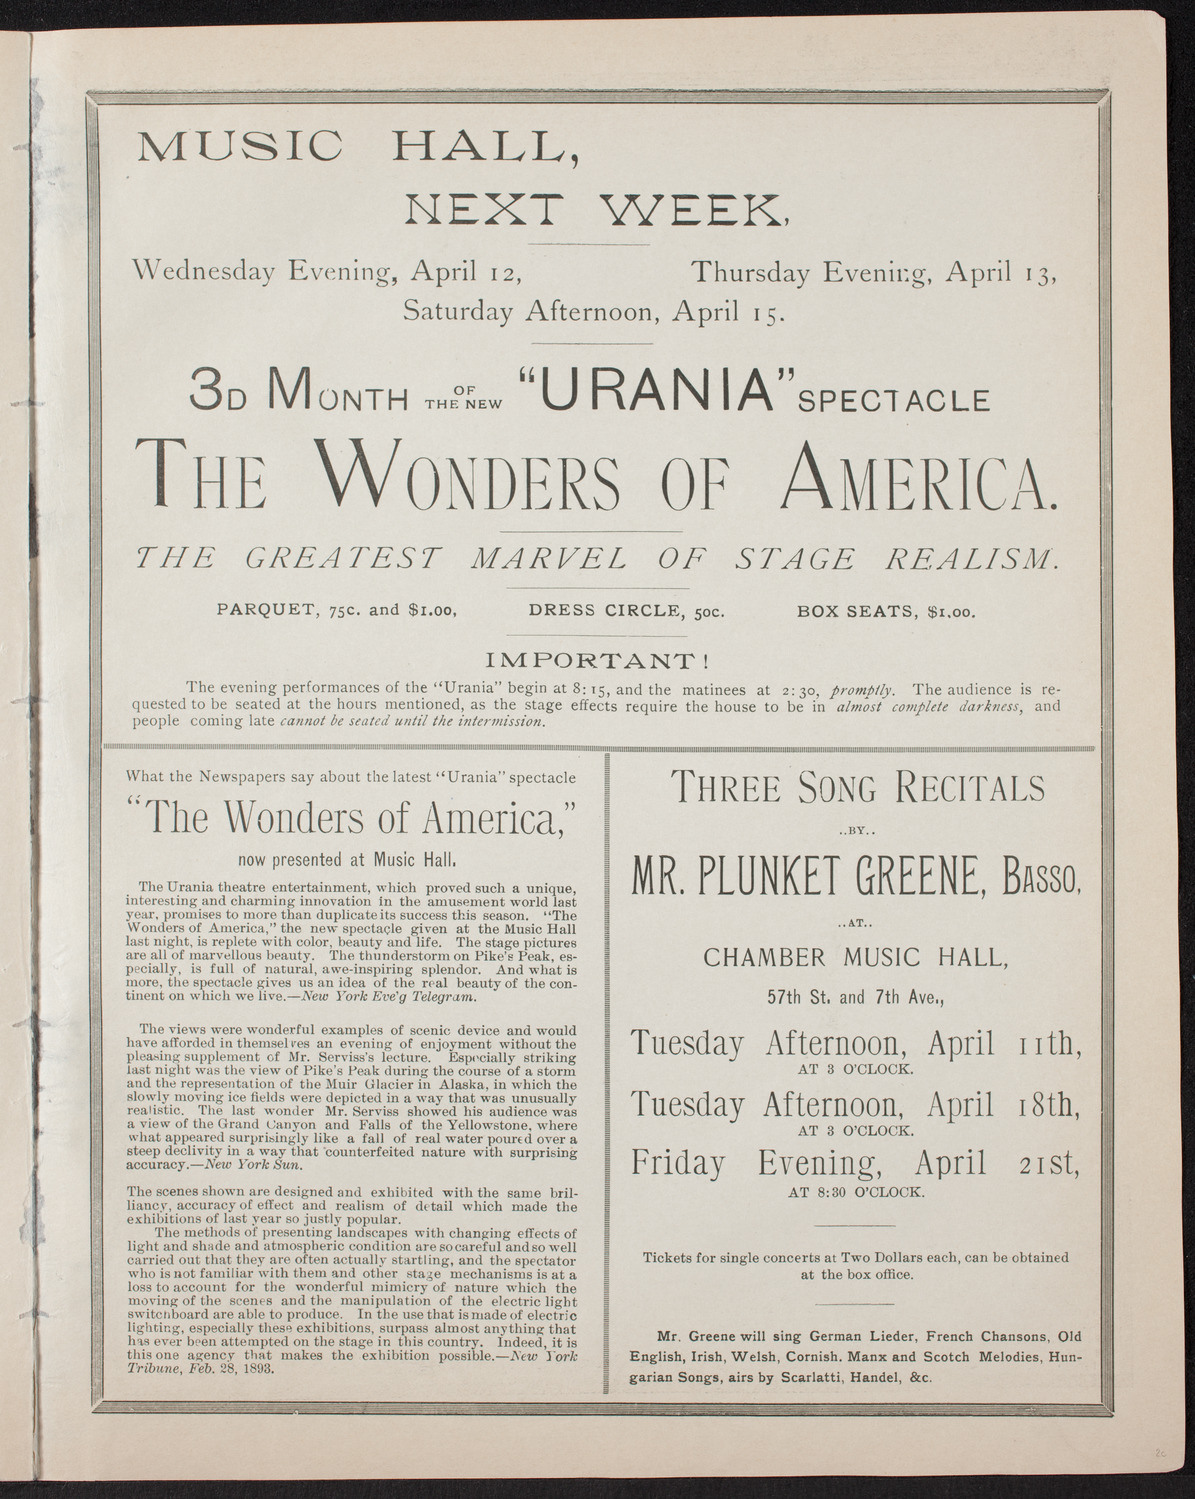 MUSIC HALL,
NEXT WEEK,
Wednesday Evening, April 12, Thursday Evening, April 13,
Saturday Afternoon, April 15.
3D MONTH OF THE NEW "URANIA" SPECTACLE
THE WONDERS OF AMERICA.
THE GREATEST MARVEL OF STAGE REALISM.
PARQUET, 75c. and $1.00, DRESS CIRCLE, 50c. BOX SEATS, $1.00.
IMPORTANT!
The evening performances of the "Urania" begin at 8:15, and the matinees at 2:30, promptly. The audience is re-
quested to be seated at the hours mentioned, as the stage effects require the house to be in almost complete darkness, and
people coming late cannot be seated until the intermission.
What the Newspapers say about the latest "Urania" spectacle
"The Wonders of America,"
now presented at Music Hall.
The Urania theatre entertainment, which proved such a unique,
interesting and charming innovation in the amusement world last
year, promises to more than duplicate its success this season. "The
Wonders of America," the new spectacle given at the Music Hall
last night, is replete with color, beauty and life. The stage pictures
are all of marvellous beauty. The thunderstorm on Pike's Peak, es-
pecially, is full of natural, awe-inspiring splendor. And what is
more, the spectacle gives us an idea of the real beauty of the con-
tinent on which we live.—New York Eve'g Telegram.
The views were wonderful examples of scenic device and would
have afforded in themselves an evening of enjoyment without the
pleasing supplement of Mr. Serviss's lecture. Especially striking
last night was the view of Pike's Peak during the course of a storm
and the representation of the Muir Glacier in Alaska, in which the
slowly moving ice fields were depicted in a way that was unusually
realistic. The last wonder Mr. Serviss showed his audience was
a view of the Grand Canyon and Falls of the Yellowstone, where
what appeared surprisingly like a fall of real water poured over a
steep declivity in a way that counterfeited nature with surprising
accuracy.—New York Sun.
The scenes shown are designed and exhibited with the same bril-
liancy, accuracy of effect and realism of detail which made the
exhibitions of last year so justly popular.
The methods of presenting landscapes with changing effects of
light and shade and atmospheric condition are so careful and so well
carried out that they are often actually startling, and the spectator
who is not familiar with them and other stage mechanisms is at a
loss to account for the wonderful mimicry of nature which the
moving of the scenes and the manipulation of the electric light
switchboard are able to produce. In the use that is made of electric
lighting, especially these exhibitions, surpass almost anything that
has ever been attempted on the stage in this country. Indeed, it is
this one agency that makes the exhibition possible.—New York
Tribune, Feb. 28, 1893.
THREE SONG RECITALS
..BY..
MR. PLUNKET GREENE, BASSO,
..AT..
CHAMBER MUSIC HALL,
57th St. and 7th Ave.,
Tuesday Afternoon, April 11th,
AT 3 O'CLOCK.
Tuesday Afternoon, April 18th,
AT 3 O'CLOCK.
Friday Evening, April 21st,
AT 8:30 O'CLOCK.
Tickets for single concerts at Two Dollars each, can be obtained
at the box office.
Mr. Greene will sing German Lieder, French Chansons, Old
English, Irish, Welsh, Cornish. Manx and Scotch Melodies, Hun-
garian Songs, airs by Scarlatti, Handel, &c.